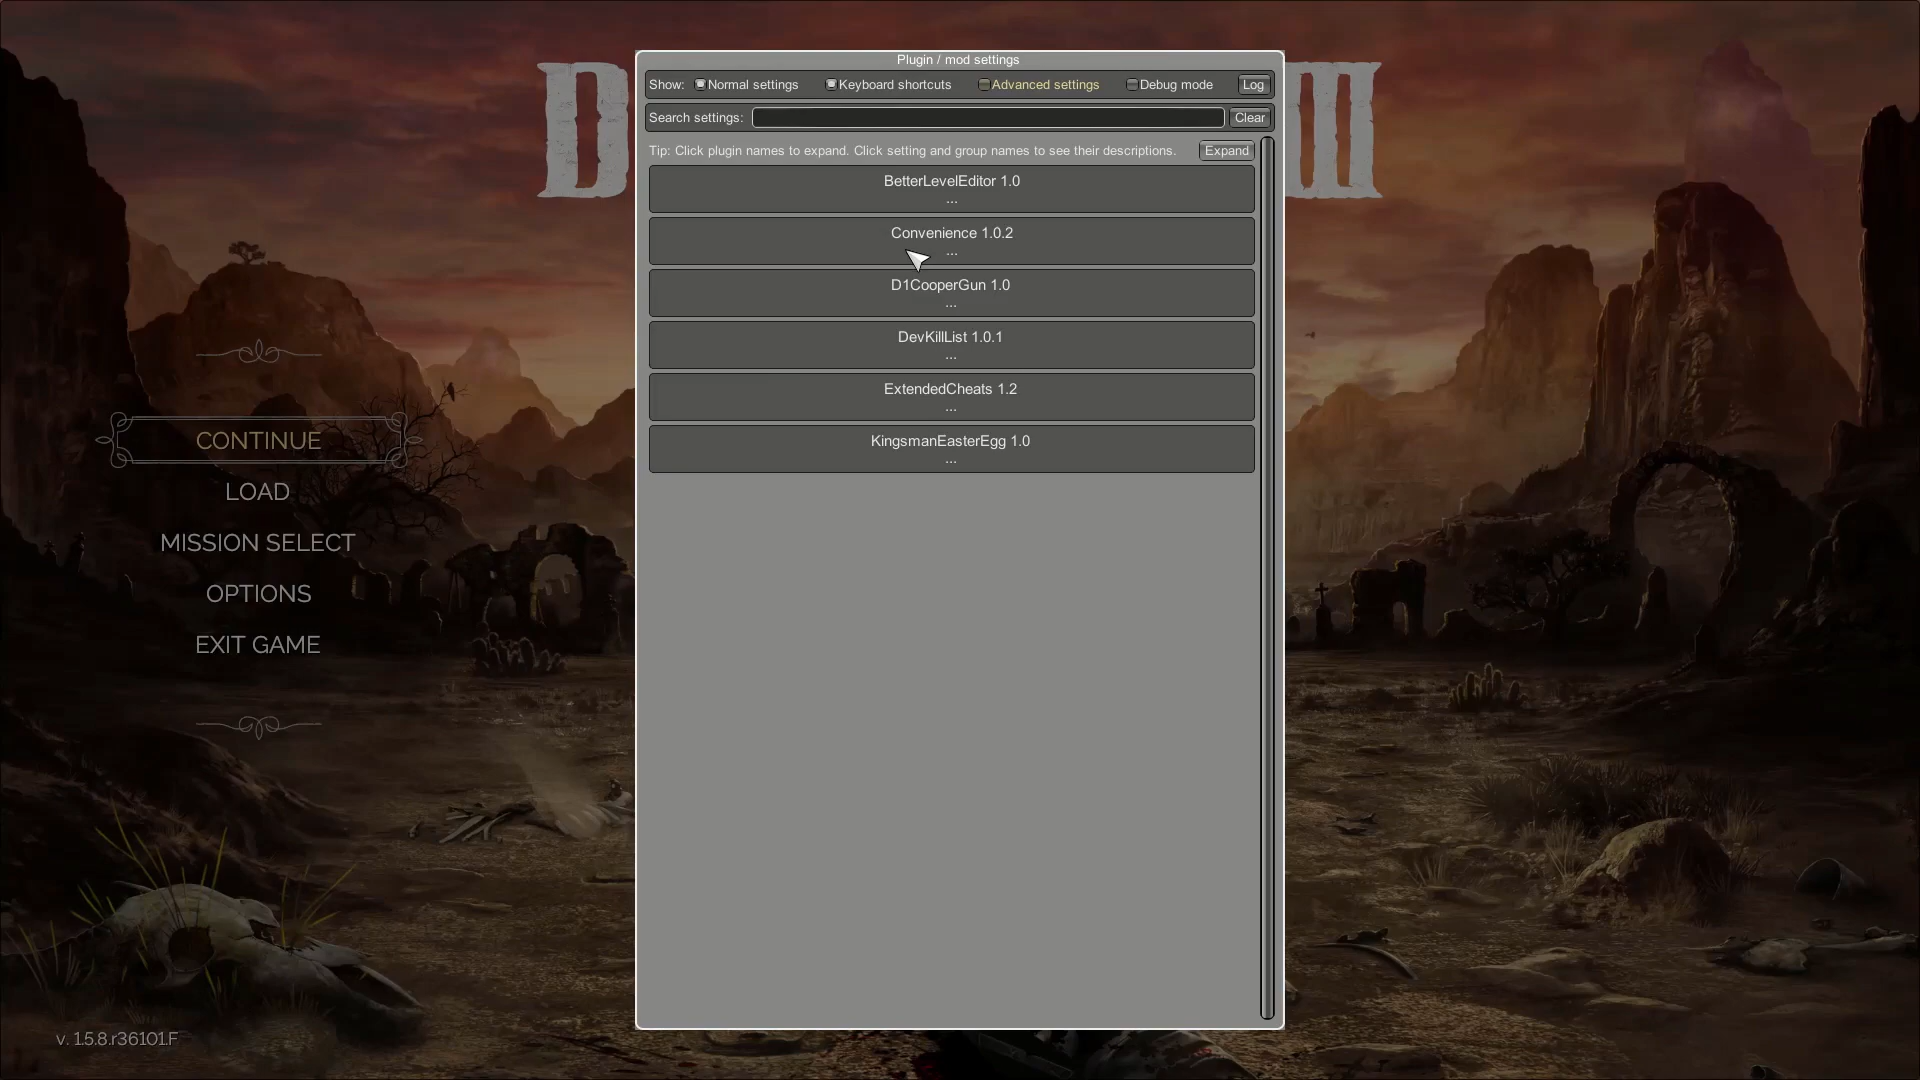 Plugin / mod settings
Show: Normal settings Keyboard shortcuts Advanced settings Debug mode Log
Search settings: Clear
Tip: Click plugin names to expand. Click setting and group names to see their descriptions. Expand
BetterLevelEditor 1.0
...
Convenience 1.0.2
...
D1CooperGun 1.0
...
DevKillList 1.0.1
...
ExtendedCheats 1.2
...
KingsmanEasterEgg 1.0
...
D III
CONTINUE
LOAD
MISSION SELECT
OPTIONS
EXIT GAME
v. 1.5.8.r36101.F